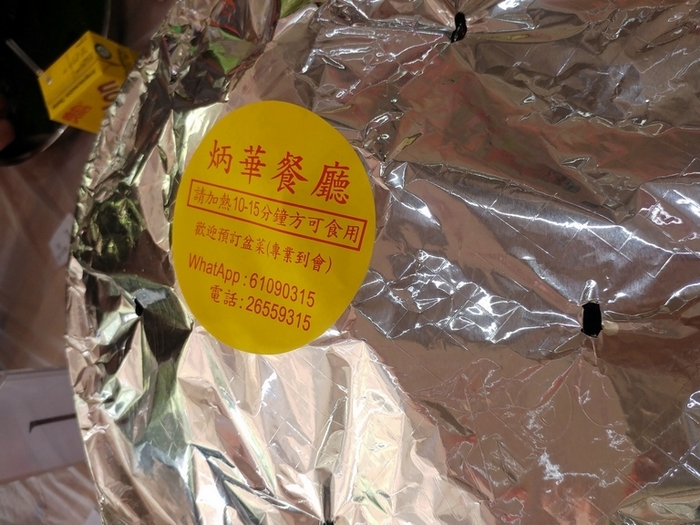 炳華餐廳
請加熱10-15分鐘方可食用
歡迎預訂盆菜(專業到會)
WhatApp : 61090315
電話 : 26559315